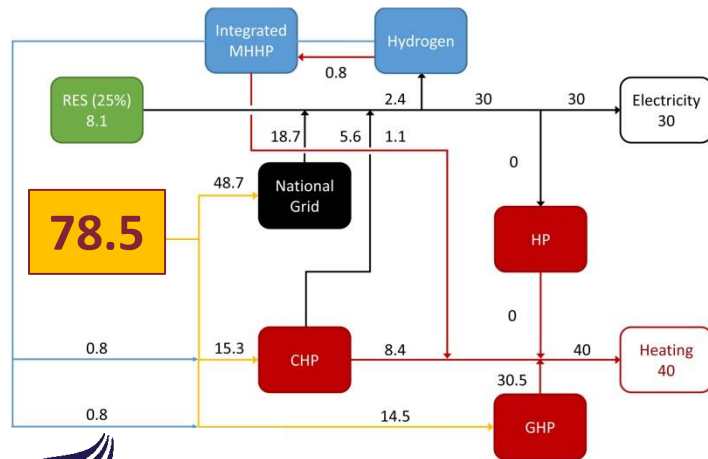 Integrated
MHHP
Hydrogen
0.8
RES (25%)
8.1
2.4
30
30
Electricity
30
18.7
5.6
1.1
48.7
National
Grid
0
78.5
HP
0
0.8
15.3
CHP
8.4
40
Heating
40
30.5
0.8
14.5
GHP